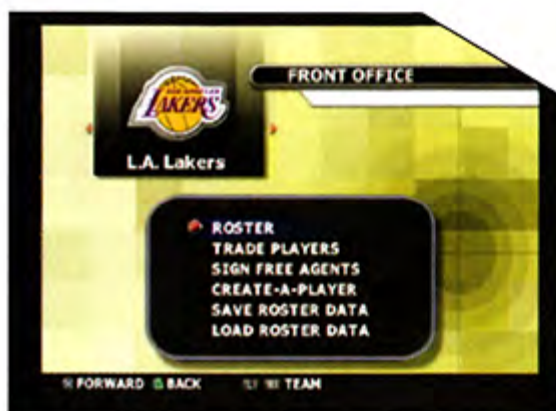 FRONT OFFICE
LAKERS
L.A. Lakers
ROSTER
TRADE PLAYERS
SIGN FREE AGENTS
CREATE-A-PLAYER
SAVE ROSTER DATA
LOAD ROSTER DATA
FORWARD BACK TEAM